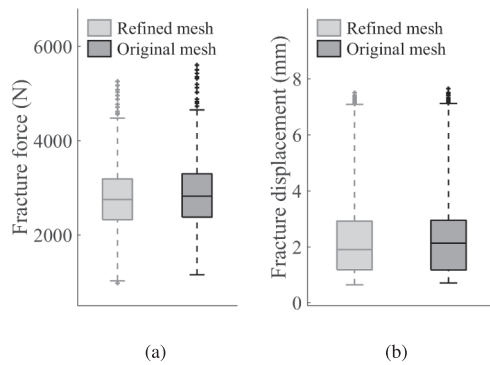 Refined mesh
Original mesh
Fracture force (N)
6000
4000
2000
(a)
Refined mesh
Original mesh
Fracture displacement (mm)
8
6
4
2
0
(b)